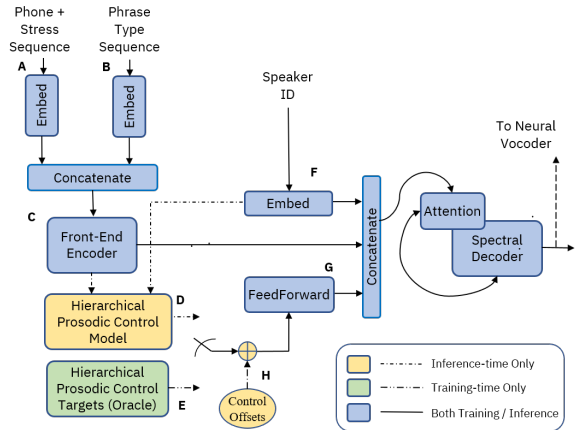 Phone +
Stress
Sequence
Phrase
Type
Sequence
A
B
Embed
Embed
Speaker
ID
To Neural
Vocoder
Concatenate
F
C
Embed
Attention
Front-End
Encoder
Concatenate
Spectral
Decoder
G
FeedForward
Hierarchical
Prosodic Control
Model
D
Hierarchical
Prosodic Control
Targets (Oracle)
E
H
Control
Offsets
Inference-time Only
Training-time Only
Both Training / Inference